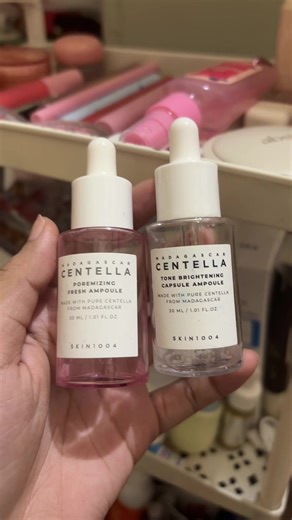 MADAGASCAR
CENTELLA
POREMIZING
FRESH AMPOULE
MADE WITH PURE CENTELLA
FROM MADAGASCAR
30 ML / 1.01 FL.OZ
SKIN1004
MADAGASCAR
CENTELLA
TONE BRIGHTENING
CAPSULE AMPOULE
MADE WITH PURE CENTELLA
FROM MADAGASCAR
30 ML / 1.01 FL.OZ
SKIN1004